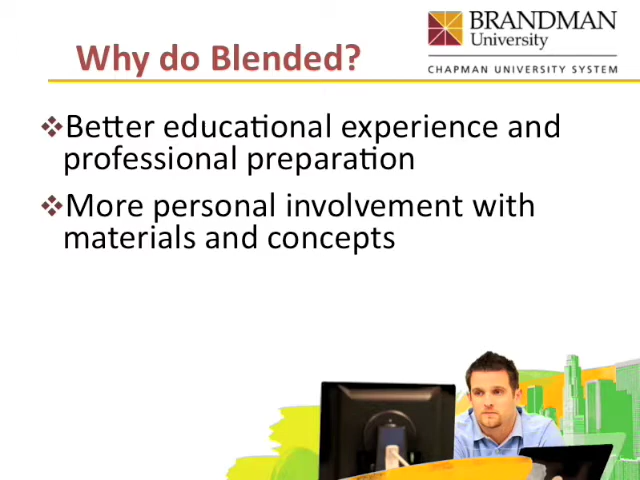 BRANDMAN
University
CHAPMAN UNIVERSITY SYSTEM
Why do Blended?
❖Better educational experience and
professional preparation
❖More personal involvement with
materials and concepts